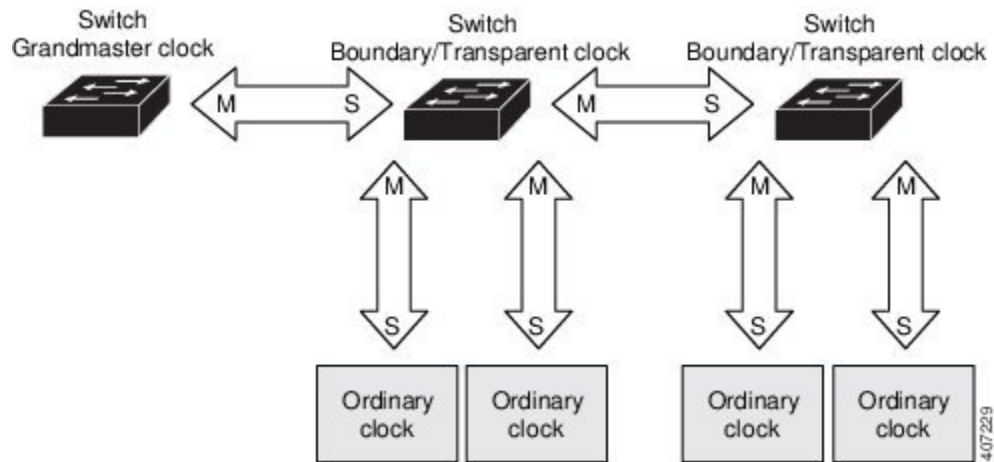 Switch
Grandmaster clock
Switch
Boundary/Transparent clock
Switch
Boundary/Transparent clock
M
S
M
S
M
M
M
M
S
S
S
S
Ordinary
clock
Ordinary
clock
Ordinary
clock
Ordinary
clock
407229